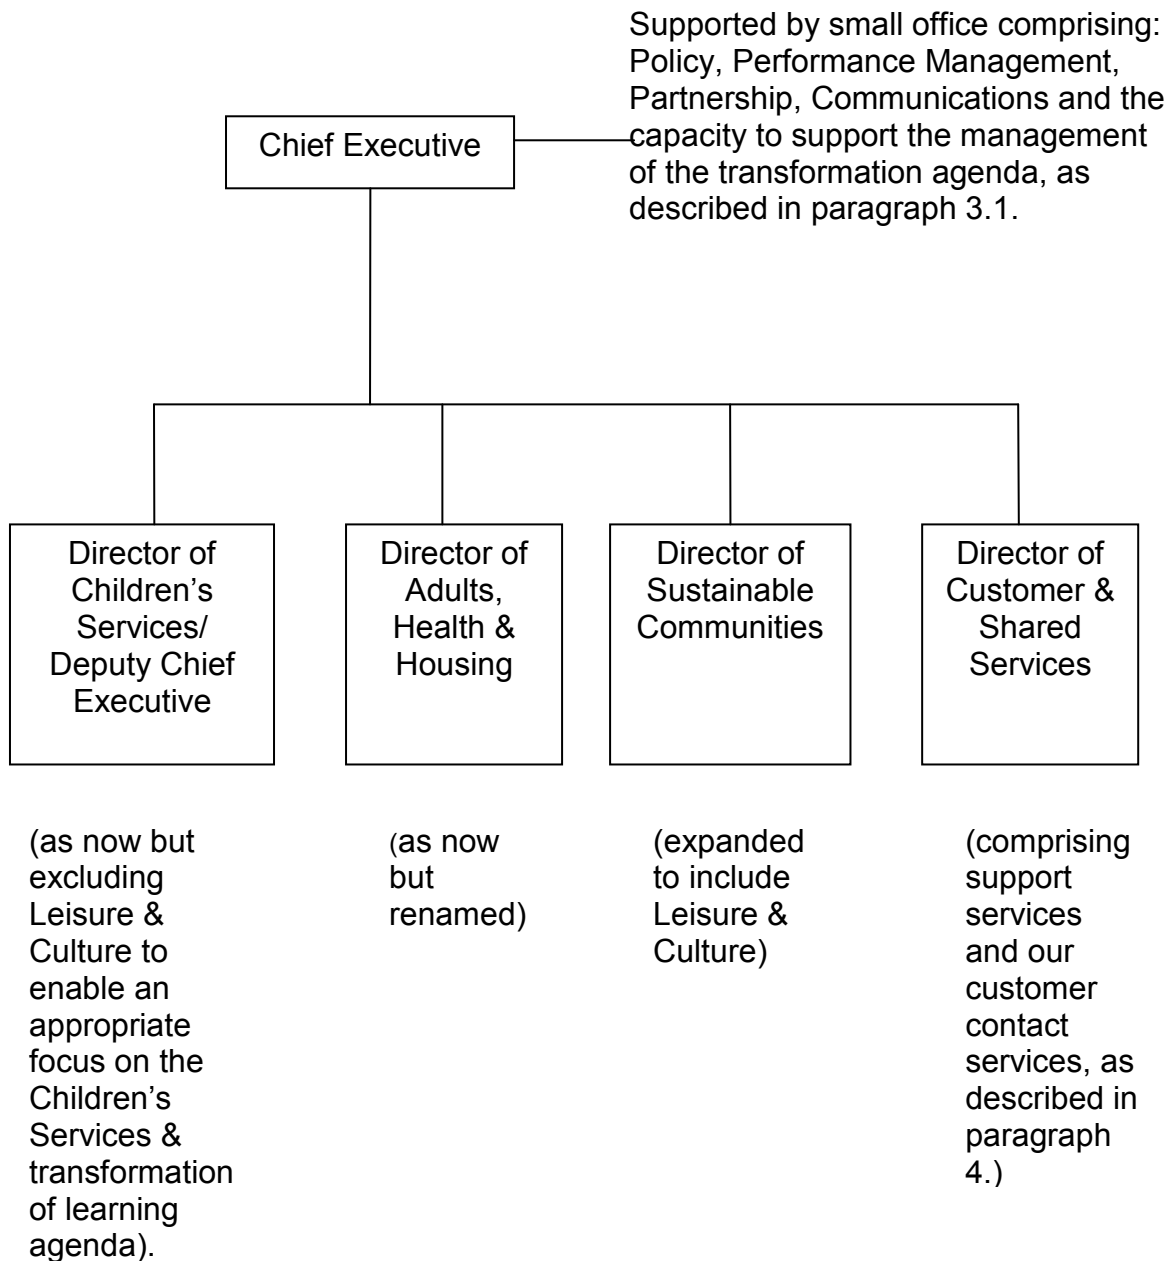 Supported by small office comprising:
Policy, Performance Management,
Partnership, Communications and the
capacity to support the management
of the transformation agenda, as
described in paragraph 3.1.
Chief Executive
Director of
Children’s
Services/
Deputy Chief
Executive
Director of
Adults,
Health &
Housing
Director of
Sustainable
Communities
Director of
Customer &
Shared
Services
(as now but
excluding
Leisure &
Culture to
enable an
appropriate
focus on the
Children’s
Services &
transformation
of learning
agenda).
(as now
but
renamed)
(expanded
to include
Leisure &
Culture)
(comprising
support
services
and our
customer
contact
services, as
described in
paragraph
4.)